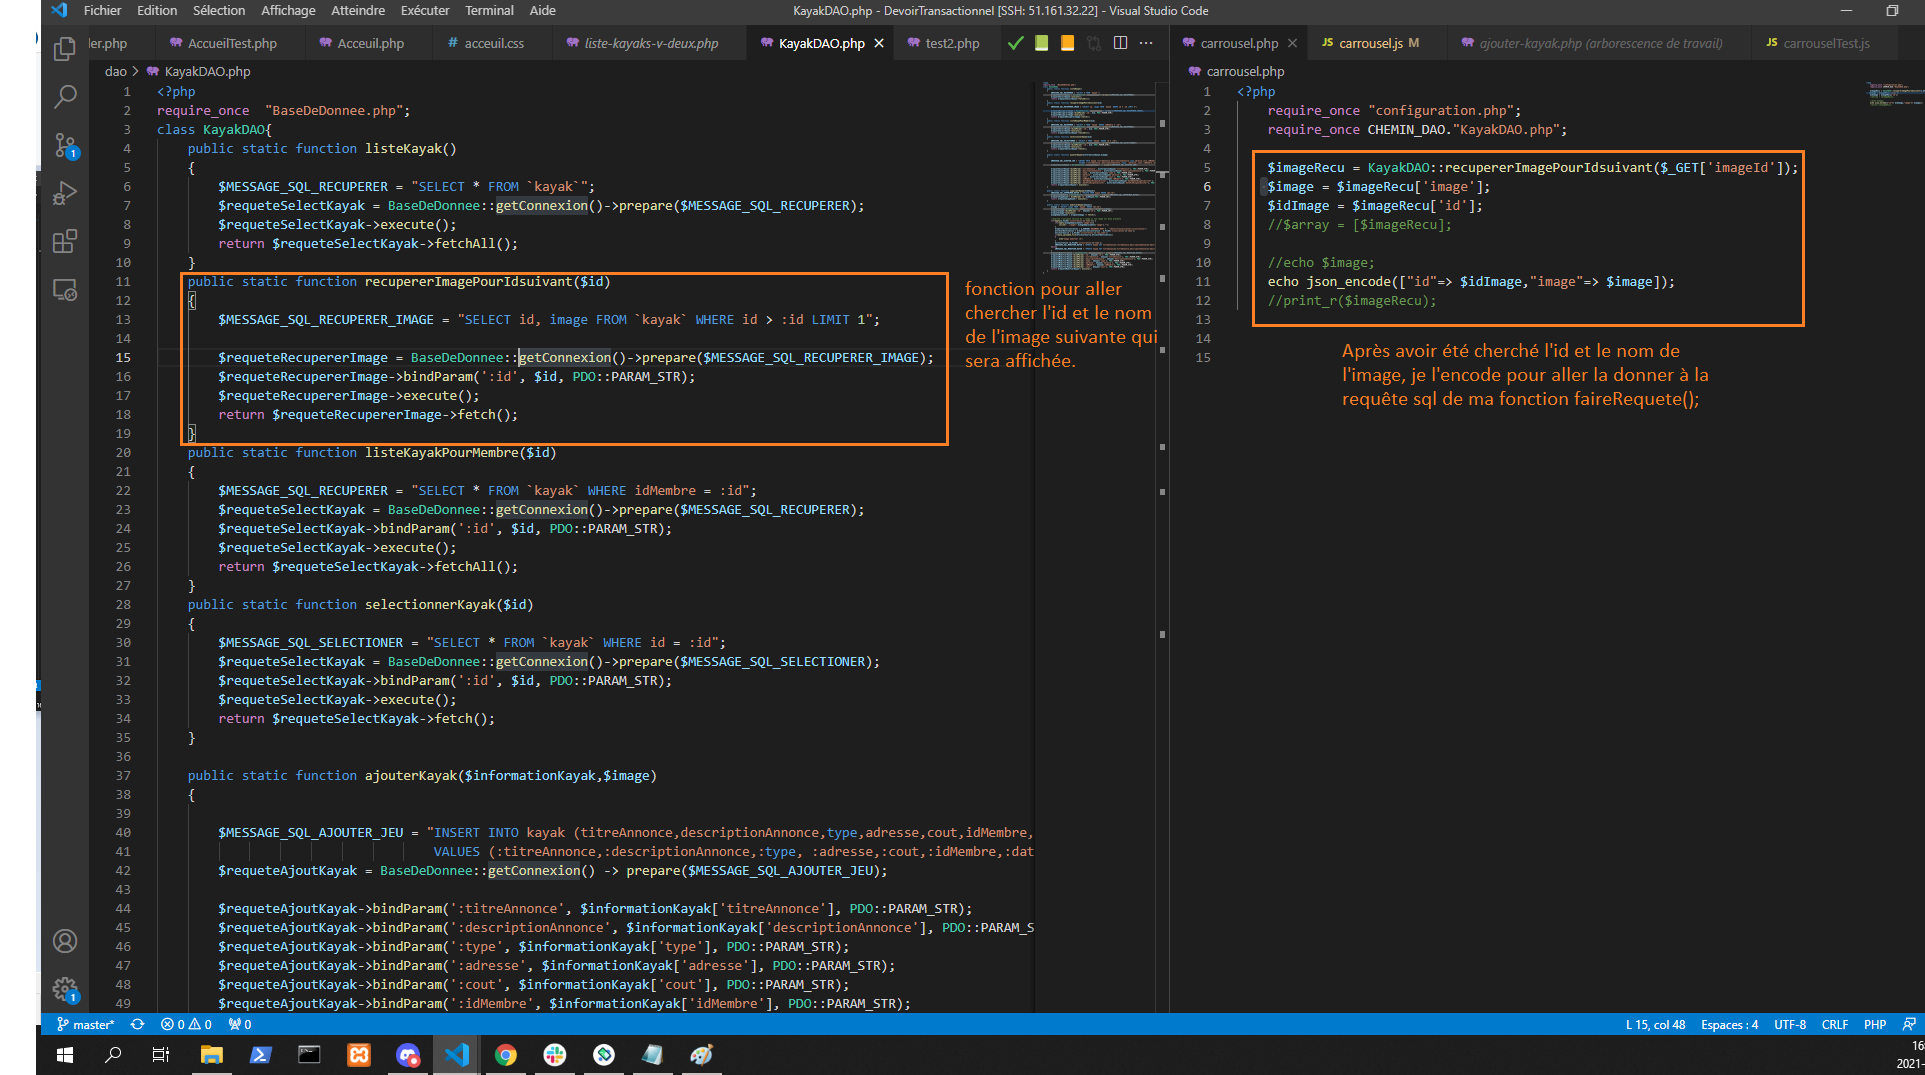 Fichier Edition Sélection Affichage Atteindre Exécuter Terminal Aide
KayakDAO.php - DevoirTransactionnel [SSH: 51.161.32.22] - Visual Studio Code
ler.php AccueilTest.php Acceuil.php # acceuil.css liste-kayaks-v-deux.php KayakDAO.php test2.php
dao > KayakDAO.php
1 <?php
2 require_once  "BaseDeDonnee.php";
3 class KayakDAO{
4 public static function listeKayak()
5 {
6 $MESSAGE_SQL_RECUPERER = "SELECT * FROM `kayak`";
7 $requeteSelectKayak = BaseDeDonnee::getConnexion()->prepare($MESSAGE_SQL_RECUPERER);
8 $requeteSelectKayak->execute();
9 return $requeteSelectKayak->fetchAll();
10 }
11 public static function recupererImagePourIdsuivant($id)
12 {
13 $MESSAGE_SQL_RECUPERER_IMAGE = "SELECT id, image FROM `kayak` WHERE id > :id LIMIT 1";
14
15 $requeteRecupererImage = BaseDeDonnee::getConnexion()->prepare($MESSAGE_SQL_RECUPERER_IMAGE);
16 $requeteRecupererImage->bindParam(':id', $id, PDO::PARAM_STR);
17 $requeteRecupererImage->execute();
18 return $requeteRecupererImage->fetch();
19 }
20 public static function listeKayakPourMembre($id)
21 {
22 $MESSAGE_SQL_RECUPERER = "SELECT * FROM `kayak` WHERE idMembre = :id";
23 $requeteSelectKayak = BaseDeDonnee::getConnexion()->prepare($MESSAGE_SQL_RECUPERER);
24 $requeteSelectKayak->bindParam(':id', $id, PDO::PARAM_STR);
25 $requeteSelectKayak->execute();
26 return $requeteSelectKayak->fetchAll();
27 }
28 public static function selectionnerKayak($id)
29 {
30 $MESSAGE_SQL_SELECTIONER = "SELECT * FROM `kayak` WHERE id = :id";
31 $requeteSelectKayak = BaseDeDonnee::getConnexion()->prepare($MESSAGE_SQL_SELECTIONER);
32 $requeteSelectKayak->bindParam(':id', $id, PDO::PARAM_STR);
33 $requeteSelectKayak->execute();
34 return $requeteSelectKayak->fetch();
35 }
36
37 public static function ajouterKayak($informationKayak,$image)
38 {
39
40 $MESSAGE_SQL_AJOUTER_JEU = "INSERT INTO kayak (titreAnnonce,descriptionAnnonce,type,adresse,cout,idMembre,
41 VALUES (:titreAnnonce,:descriptionAnnonce,:type, :adresse,:cout,:idMembre,:dat
42 $requeteAjoutKayak = BaseDeDonnee::getConnexion() -> prepare($MESSAGE_SQL_AJOUTER_JEU);
43
44 $requeteAjoutKayak->bindParam(':titreAnnonce', $informationKayak['titreAnnonce'], PDO::PARAM_STR);
45 $requeteAjoutKayak->bindParam(':descriptionAnnonce', $informationKayak['descriptionAnnonce'], PDO::PARAM_S
46 $requeteAjoutKayak->bindParam(':type', $informationKayak['type'], PDO::PARAM_STR);
47 $requeteAjoutKayak->bindParam(':adresse', $informationKayak['adresse'], PDO::PARAM_STR);
48 $requeteAjoutKayak->bindParam(':cout', $informationKayak['cout'], PDO::PARAM_STR);
49 $requeteAjoutKayak->bindParam(':idMembre', $informationKayak['idMembre'], PDO::PARAM_STR);
fonction pour aller
chercher l'id et le nom
de l'image suivante qui
sera affichée.
carrousel.php JS carrousel.js M ajouter-kayak.php (arborescence de travail) JS carrouselTest.js
carrousel.php
1 <?php
2 require_once "configuration.php";
3 require_once CHEMIN_DAO."KayakDAO.php";
4
5 $imageRecu = KayakDAO::recupererImagePourIdsuivant($_GET['imageId']);
6 $image = $imageRecu['image'];
7 $idImage = $imageRecu['id'];
8 //$array = [$imageRecu];
9
10 //echo $image;
11 echo json_encode(["id"=> $idImage,"image"=> $image]);
12 //print_r($imageRecu);
13
14
15
Après avoir été cherché l'id et le nom de
l'image, je l'encode pour aller la donner à la
requête sql de ma fonction faireRequete();
1
1
master* 0 0 0
L 15, col 48 Espaces : 4 UTF-8 CRLF PHP
16
2021-